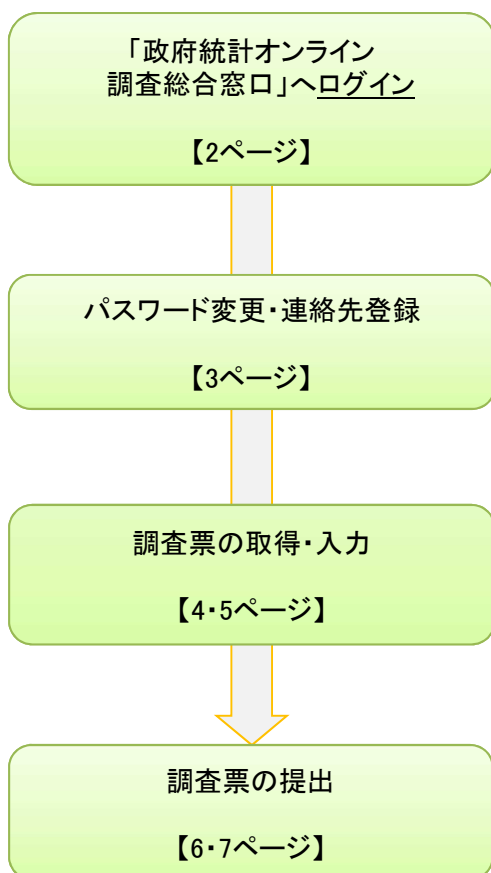 「政府統計オンライン
調査総合窓口」へログイン
【2ページ】
パスワード変更・連絡先登録
【3ページ】
調査票の取得・入力
【4・5ページ】
調査票の提出
【6・7ページ】